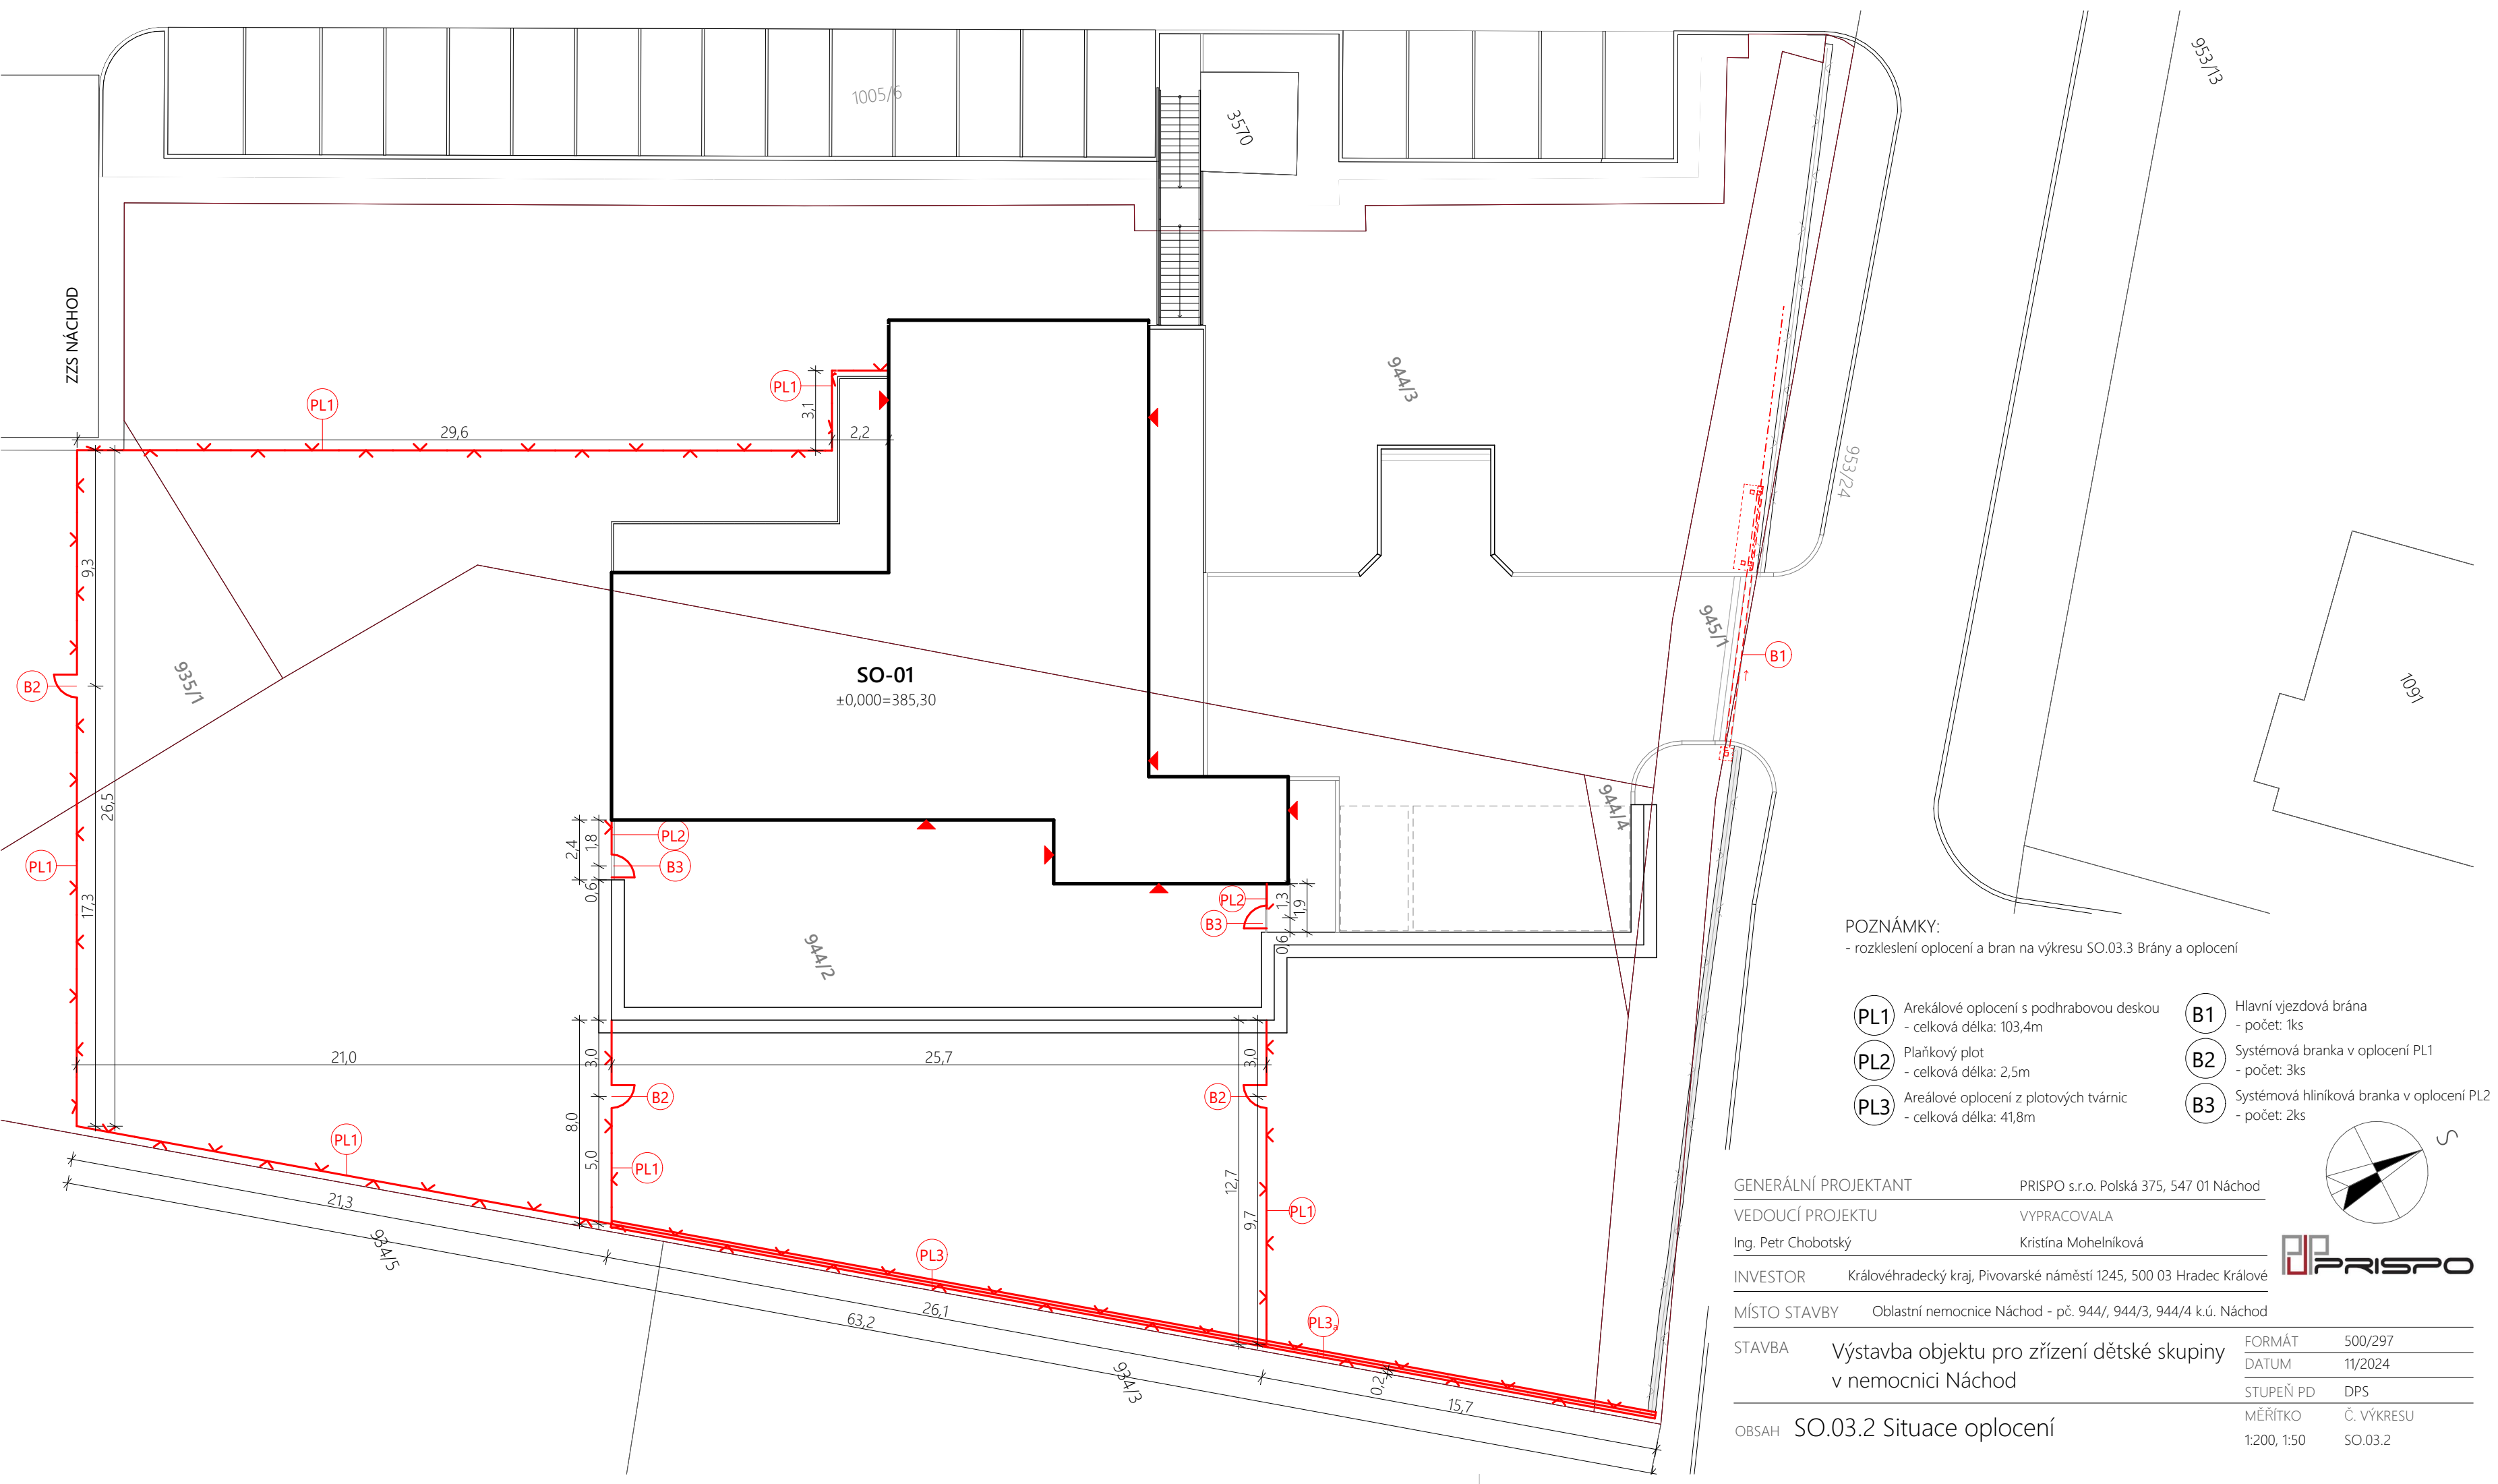 1005/6
3570
953/13
ZZS NÁCHOD
944/3
PL1
PL1
3,1
29,6
2,2
953/24
9,3
945/1
B1
SO-01
±0,000=385,30
935/1
B2
1091
26,5
944/4
2,4
1,8
PL2
B3
PL1
0,6
17,3
PL2
B3
1,3
1,9
0,6
944/2
POZNÁMKY:
- rozkleslení oplocení a bran na výkresu SO.03.3 Brány a oplocení
PL1
Arekálové oplocení s podhrabovou deskou
- celková délka: 103,4m
PL2
Plaňkový plot
- celková délka: 2,5m
PL3
Areálové oplocení z plotových tvárnic
- celková délka: 41,8m
B1
Hlavní vjezdová brána
- počet: 1ks
B2
Systémová branka v oplocení PL1
- počet: 3ks
B3
Systémová hliníková branka v oplocení PL2
- počet: 2ks
S
21,0
3,0
25,7
3,0
B2
B2
8,0
5,0
PL1
PL1
12,7
9,7
PL1
21,3
934/5
PL3
26,1
63,2
PL3a
934/3
0,2
15,7
GENERÁLNÍ PROJEKTANT PRISPO s.r.o. Polská 375, 547 01 Náchod
VEDOUCÍ PROJEKTU VYPRACOVALA
Ing. Petr Chobotský Kristína Mohelníková
PRISPO
INVESTOR Královéhradecký kraj, Pivovarské náměstí 1245, 500 03 Hradec Králové
MÍSTO STAVBY Oblastní nemocnice Náchod - pč. 944/, 944/3, 944/4 k.ú. Náchod
STAVBA Výstavba objektu pro zřízení dětské skupiny
v nemocnici Náchod
FORMÁT 500/297
DATUM 11/2024
STUPEŇ PD DPS
MĚŘÍTKO Č. VÝKRESU
1:200, 1:50 SO.03.2
OBSAH SO.03.2 Situace oplocení